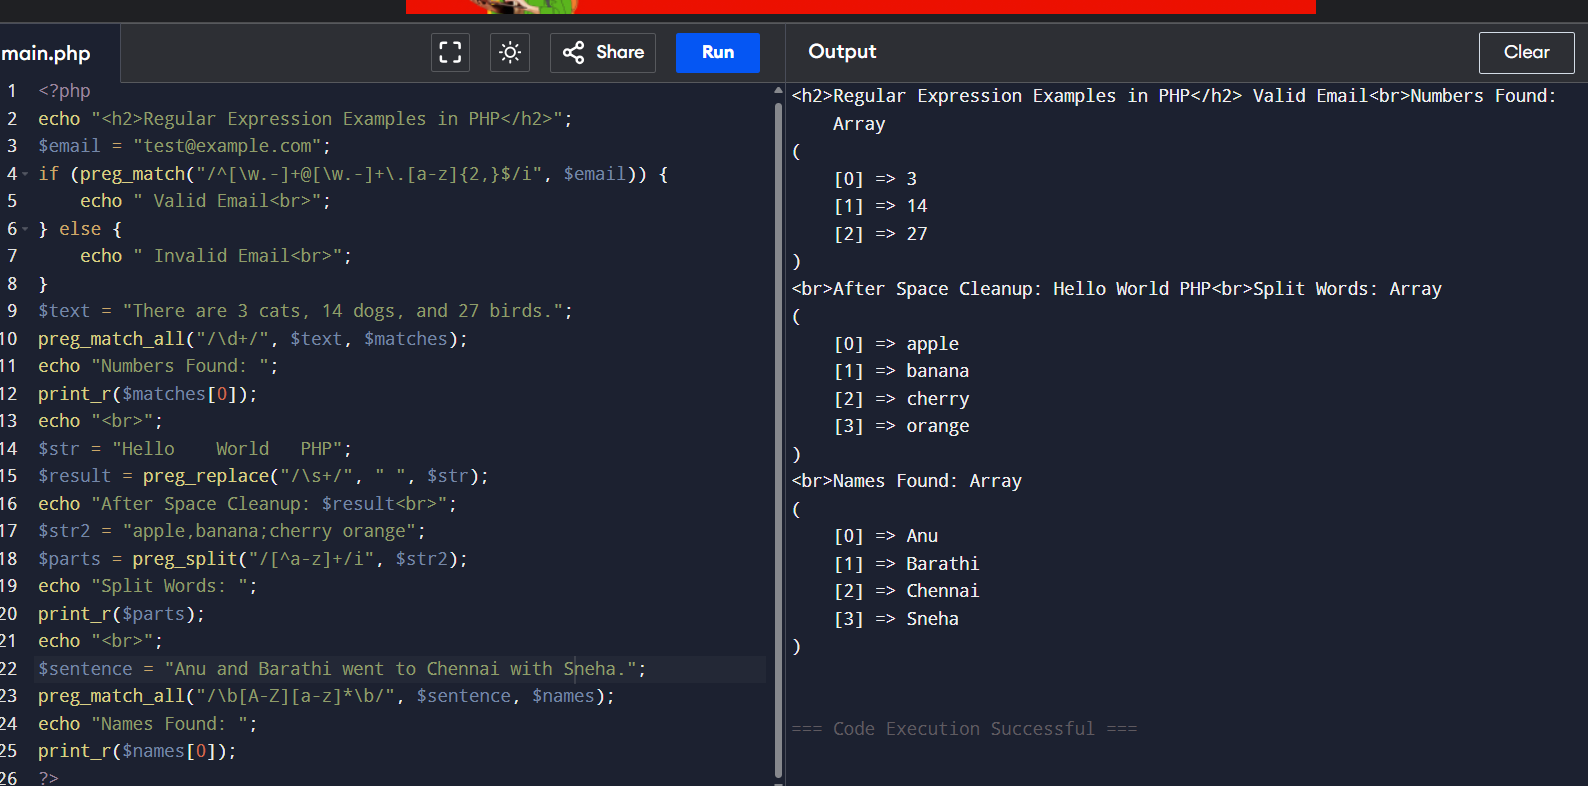 main.php
Share
Run
Output
Clear
1 <?php
2 echo "<h2>Regular Expression Examples in PHP</h2>";
3 $email = "test@example.com";
4 if (preg_match("/^[\w.-]+@[\w.-]+\.[a-z]{2,}$/i", $email)) {
5     echo " Valid Email<br>";
6 } else {
7     echo " Invalid Email<br>";
8 }
9 $text = "There are 3 cats, 14 dogs, and 27 birds.";
10 preg_match_all("/\d+/", $text, $matches);
11 echo "Numbers Found: ";
12 print_r($matches[0]);
13 echo "<br>";
14 $str = "Hello    World   PHP";
15 $result = preg_replace("/\s+/", " ", $str);
16 echo "After Space Cleanup: $result<br>";
17 $str2 = "apple,banana;cherry orange";
18 $parts = preg_split("/[^a-z]+/i", $str2);
19 echo "Split Words: ";
20 print_r($parts);
21 echo "<br>";
22 $sentence = "Anu and Barathi went to Chennai with Sneha.";
23 preg_match_all("/\b[A-Z][a-z]*\b/", $sentence, $names);
24 echo "Names Found: ";
25 print_r($names[0]);
26 ?>
<h2>Regular Expression Examples in PHP</h2> Valid Email<br>Numbers Found:
    Array
(
    [0] => 3
    [1] => 14
    [2] => 27
)
<br>After Space Cleanup: Hello World PHP<br>Split Words: Array
(
    [0] => apple
    [1] => banana
    [2] => cherry
    [3] => orange
)
<br>Names Found: Array
(
    [0] => Anu
    [1] => Barathi
    [2] => Chennai
    [3] => Sneha
)
=== Code Execution Successful ===